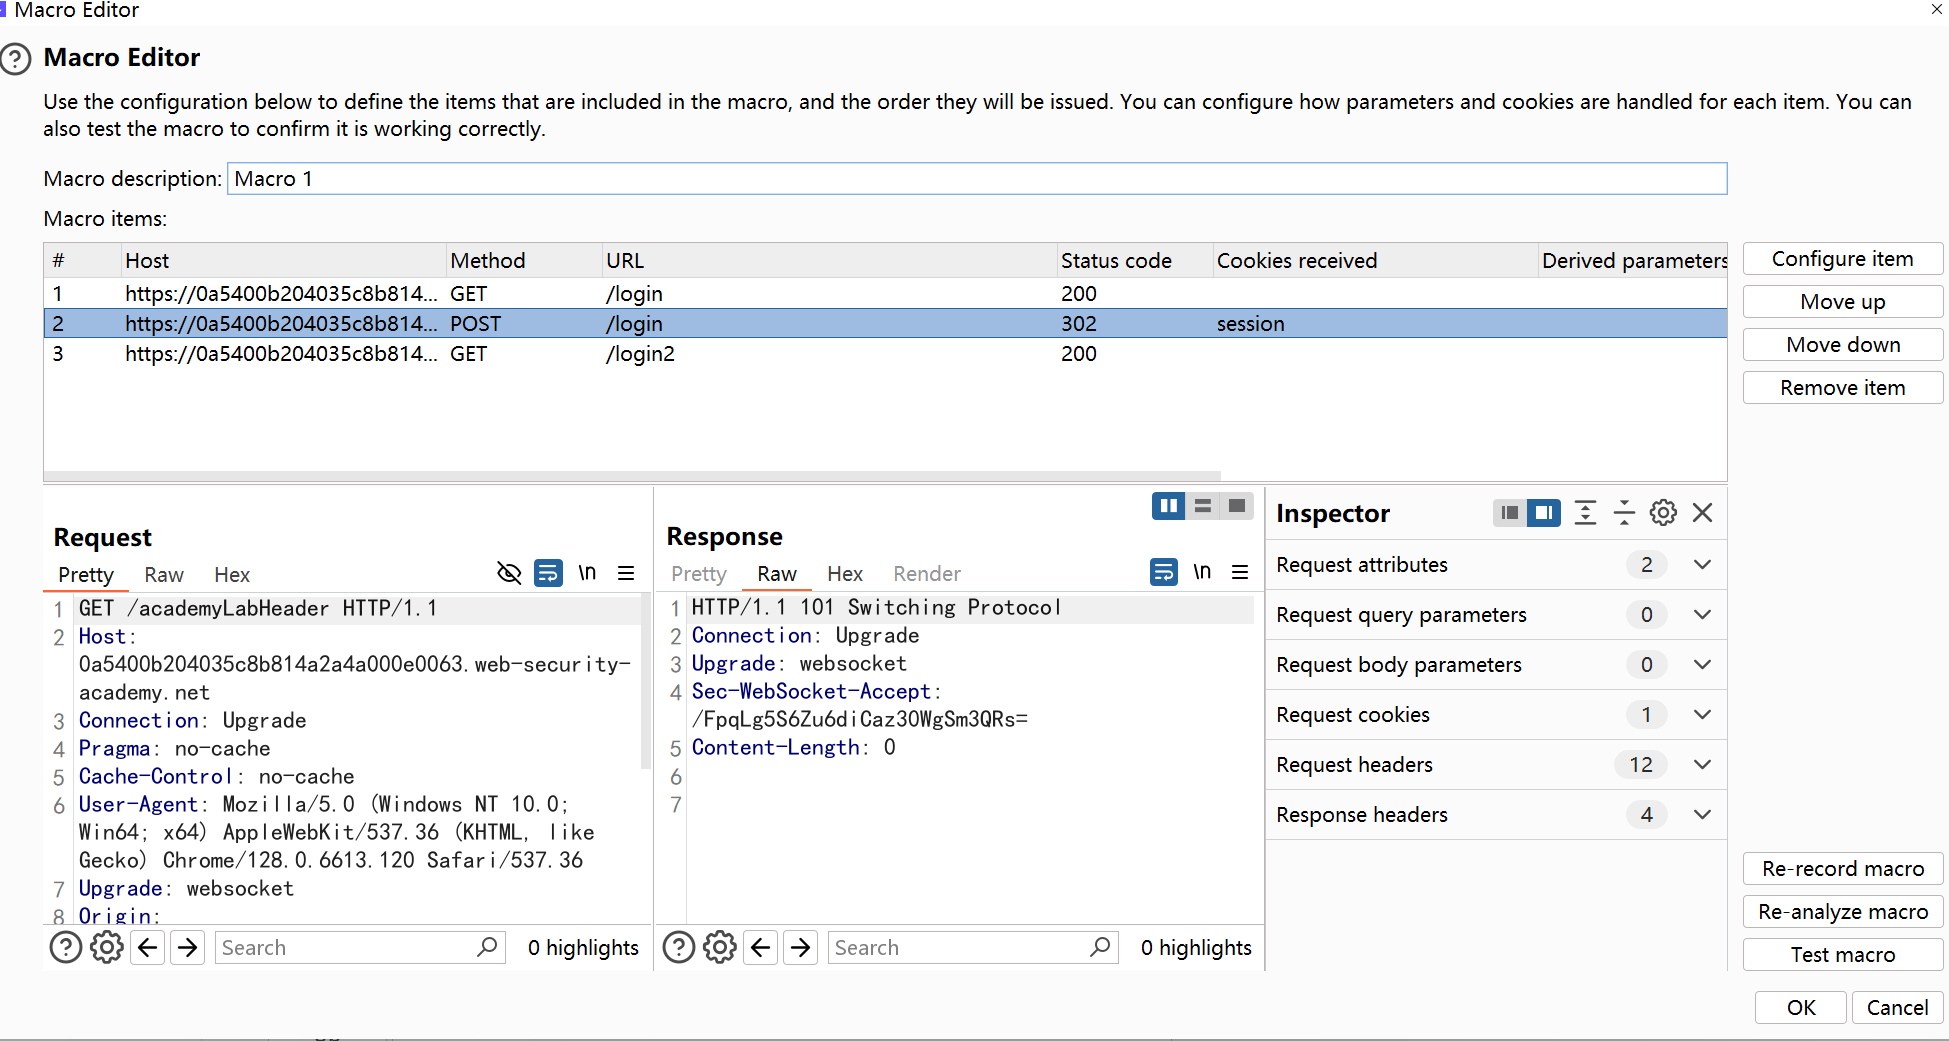 Macro Editor
Macro Editor
Use the configuration below to define the items that are included in the macro, and the order they will be issued. You can configure how parameters and cookies are handled for each item. You can
also test the macro to confirm it is working correctly.
Macro description: Macro 1
Macro items:
# Host Method URL Status code Cookies received Derived parameters
1 https://0a5400b204035c8b814... GET /login 200
2 https://0a5400b204035c8b814... POST /login 302 session
3 https://0a5400b204035c8b814... GET /login2 200
Configure item
Move up
Move down
Remove item
Request
Pretty Raw Hex \n
1 GET /academyLabHeader HTTP/1.1
2 Host:
0a5400b204035c8b814a2a4a000e0063.web-security-
academy.net
3 Connection: Upgrade
4 Pragma: no-cache
5 Cache-Control: no-cache
6 User-Agent: Mozilla/5.0 (Windows NT 10.0;
Win64; x64) AppleWebKit/537.36 (KHTML, like
Gecko) Chrome/128.0.6613.120 Safari/537.36
7 Upgrade: websocket
8 Origin:
Search 0 highlights
Response
Pretty Raw Hex Render \n
1 HTTP/1.1 101 Switching Protocol
2 Connection: Upgrade
3 Upgrade: websocket
4 Sec-WebSocket-Accept:
/FpqLg5S6Zu6diCaz30WgSm3QRs=
5 Content-Length: 0
6
7
Search 0 highlights
Inspector
Request attributes 2
Request query parameters 0
Request body parameters 0
Request cookies 1
Request headers 12
Response headers 4
Re-record macro
Re-analyze macro
Test macro
OK Cancel